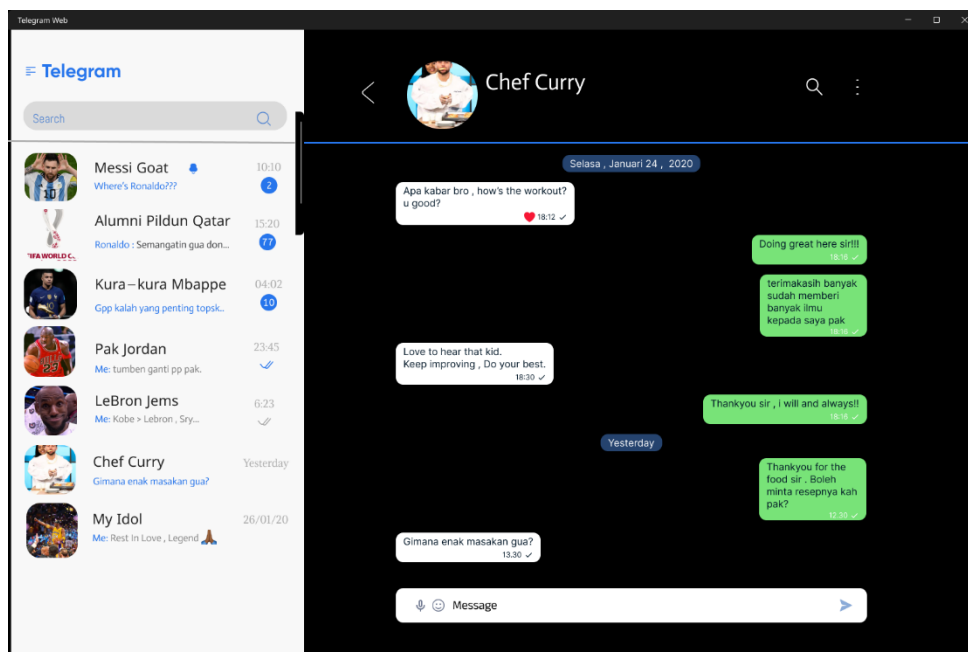 Telegram Web
Telegram
Search
Messi Goat
10:10
Where's Ronaldo???
2
10
Alumni Pildun Qatar
15:20
Ronaldo : Semangatin gua don...
77
FIFA WORLD C..
Kura-kura Mbappe
04:02
Gpp kalah yang penting topsk..
10
Pak Jordan
23:45
Me: tumben ganti pp pak.
23
LeBron Jems
6:23
Me: Kobe > Lebron , Sry...
Chef Curry
Yesterday
Gimana enak masakan gua?
My Idol
26/01/20
Me: Rest In Love , Legend 🙏🏾
Chef Curry
Selasa , Januari 24 , 2020
Apa kabar bro , how's the workout?
u good?
❤️ 18:12 ✓
Doing great here sir!!!
18:16 ✓
terimakasih banyak
sudah memberi
banyak ilmu
kepada saya pak
18:16 ✓
Love to hear that kid.
Keep improving , Do your best.
18:30 ✓
Thankyou sir , i will and always!!
18:16 ✓
Yesterday
Thankyou for the
food sir . Boleh
minta resepnya kah
pak?
12.30 ✓
Gimana enak masakan gua?
13.30 ✓
Message